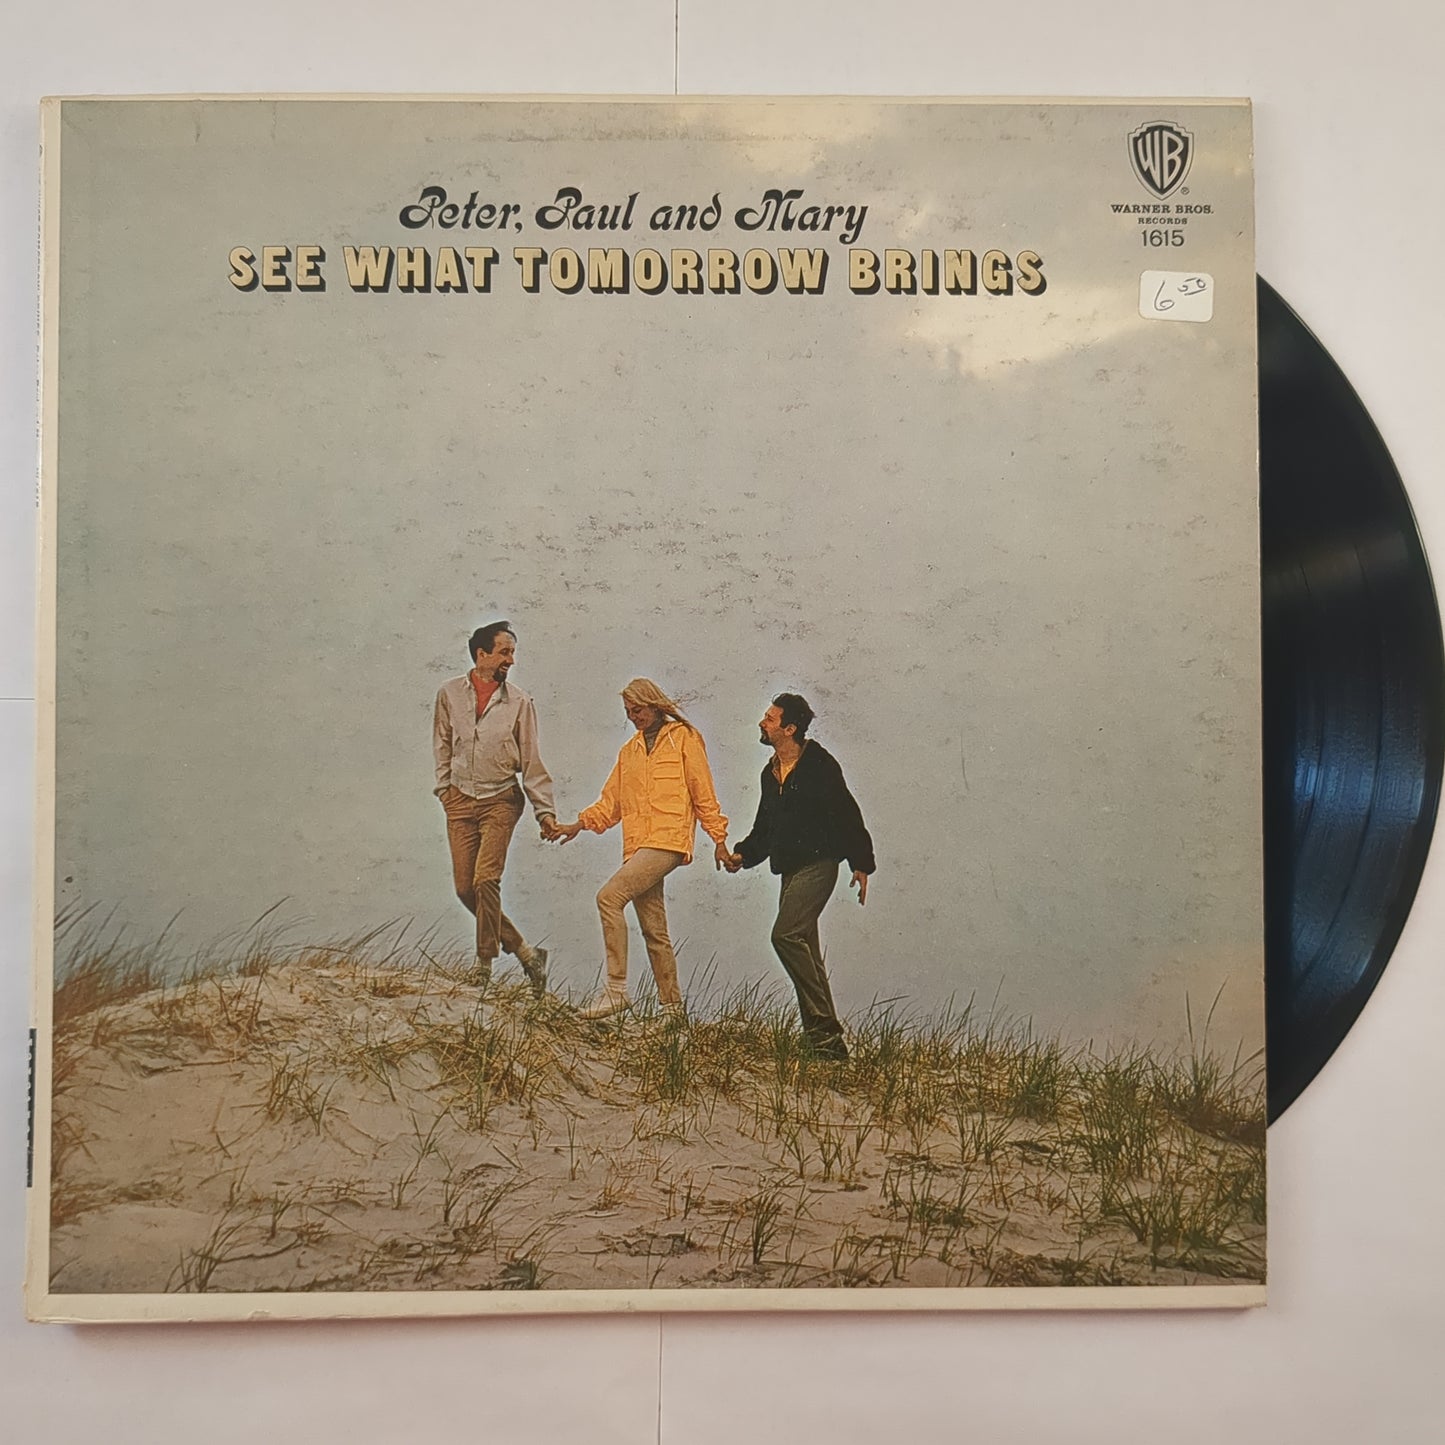 Peter, Paul and Mary
SEE WHAT TOMORROW BRINGS
WB
®
WARNER BROS.
RECORDS
1615
6 50